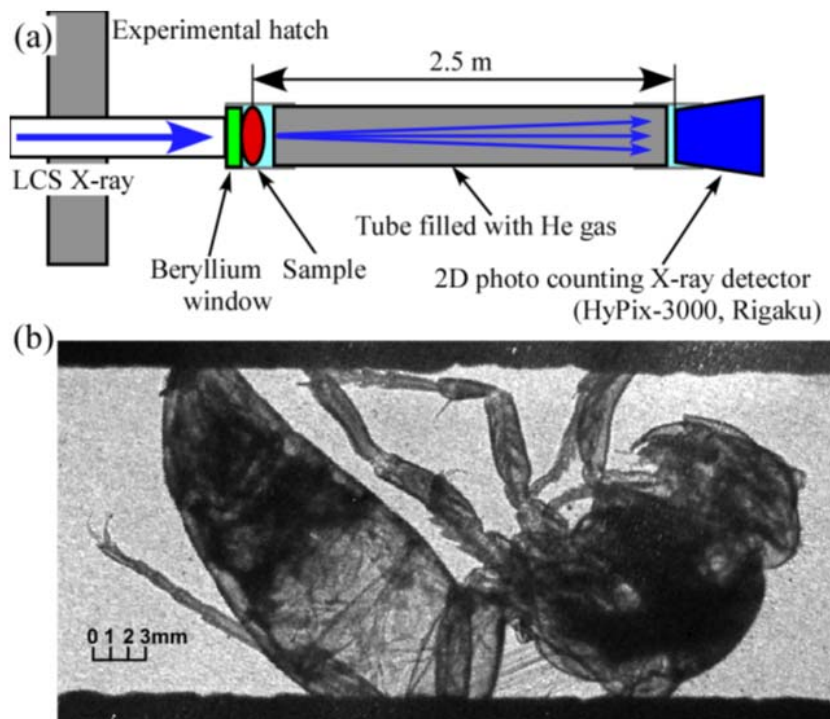 (a)
Experimental hatch
2.5 m
LCS X-ray
Tube filled with He gas
Beryllium
window
Sample
2D photo counting X-ray detector
(HyPix-3000, Rigaku)
(b)
0 1 2 3mm